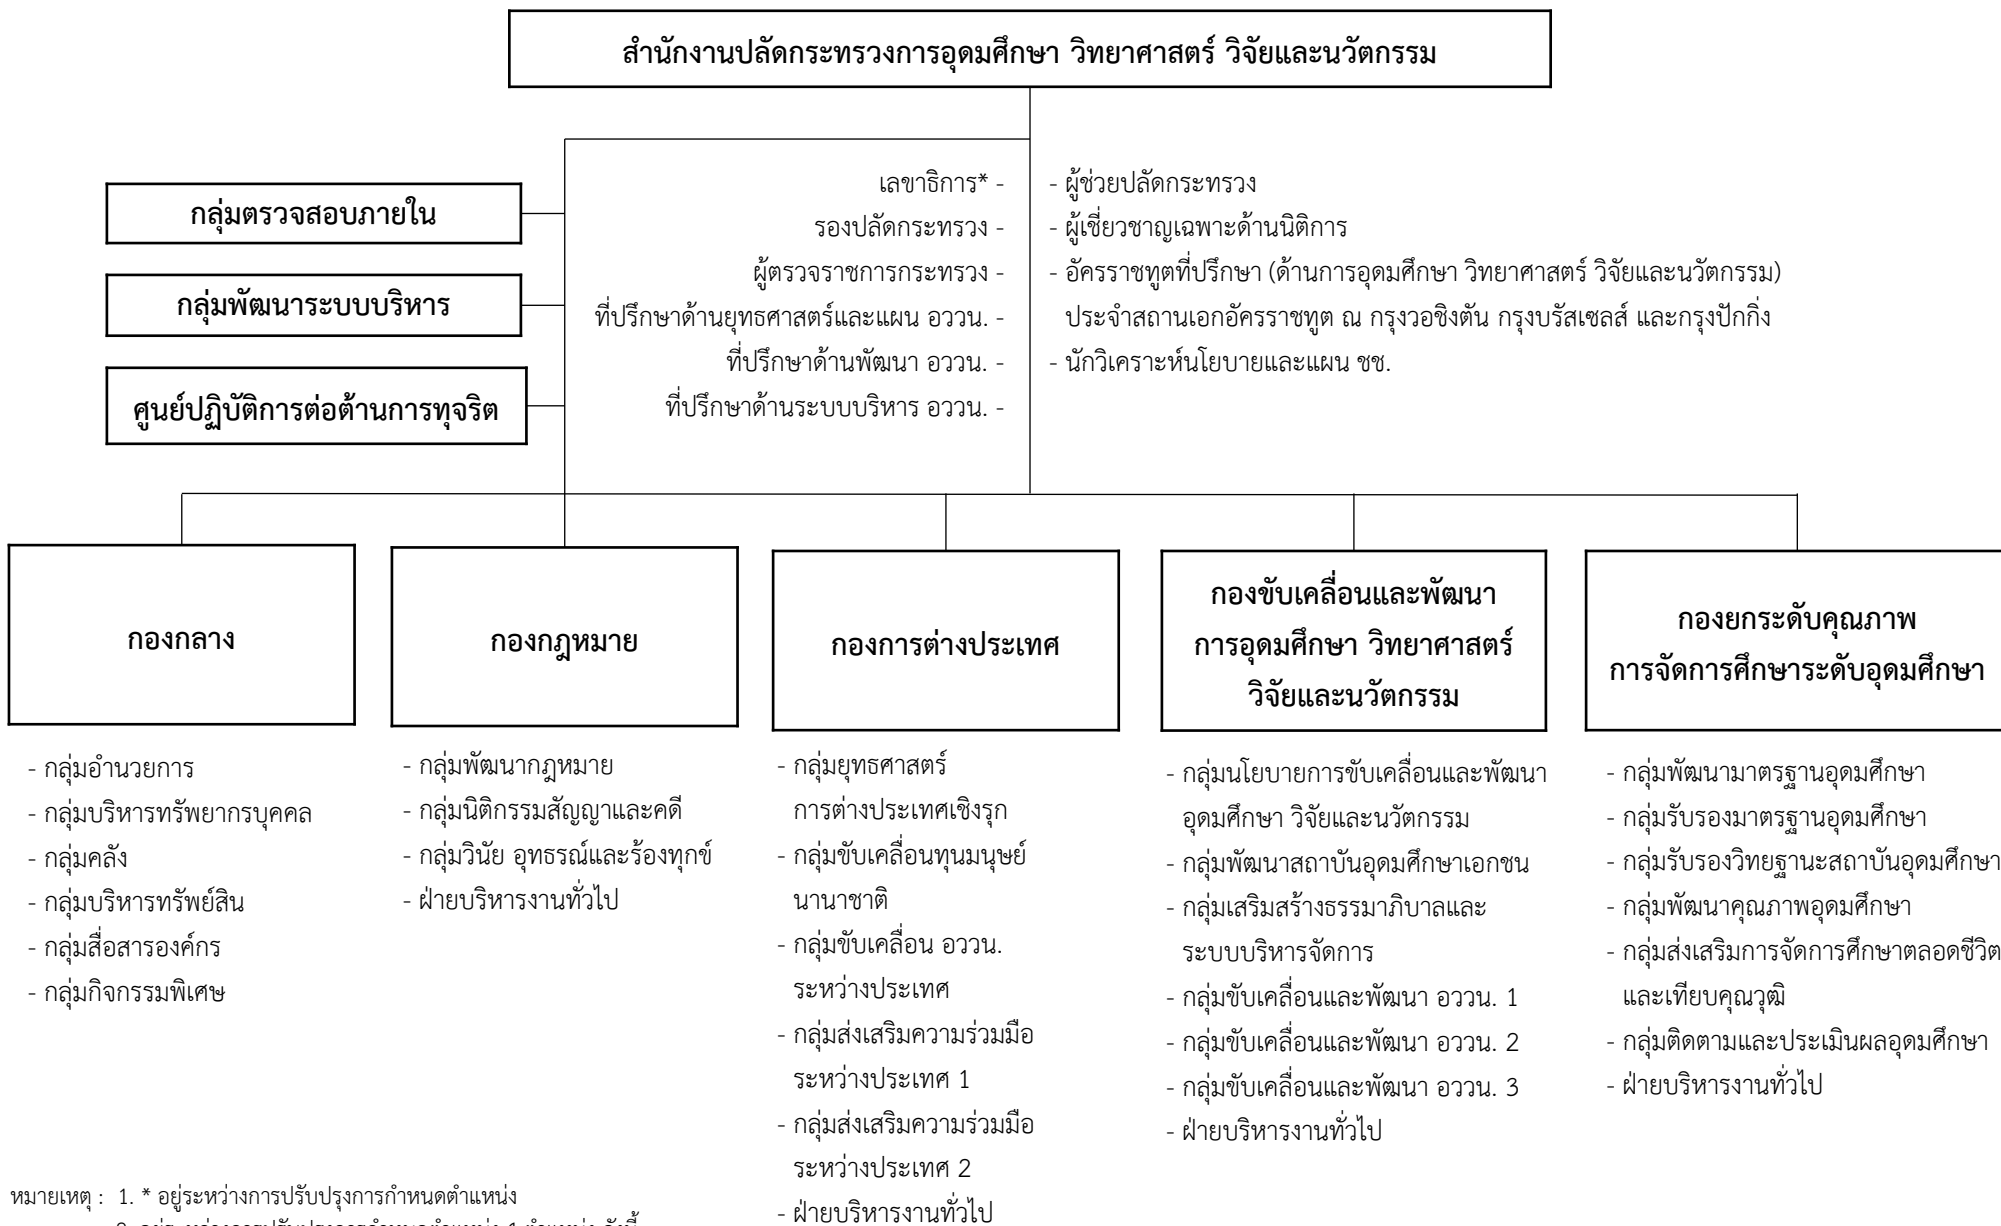 สำนักงานปลัดกระทรวงการอุดมศึกษา วิทยาศาสตร์ วิจัยและนวัตกรรม
กลุ่มตรวจสอบภายใน
กลุ่มพัฒนาระบบบริหาร
ศูนย์ปฏิบัติการต่อต้านการทุจริต
เลขาธิการ* -
รองปลัดกระทรวง -
ผู้ตรวจราชการกระทรวง -
ที่ปรึกษาด้านยุทธศาสตร์และแผน อววน. -
ที่ปรึกษาด้านพัฒนา อววน. -
ที่ปรึกษาด้านระบบบริหาร อววน. -
- ผู้ช่วยปลัดกระทรวง
- ผู้เชี่ยวชาญเฉพาะด้านนิติการ
- อัครราชทูตที่ปรึกษา (ด้านการอุดมศึกษา วิทยาศาสตร์ วิจัยและนวัตกรรม)
ประจำสถานเอกอัครราชทูต ณ กรุงวอชิงตัน กรุงบรัสเซลส์ และกรุงปักกิ่ง
- นักวิเคราะห์นโยบายและแผน ชช.
กองกลาง
- กลุ่มอำนวยการ
- กลุ่มบริหารทรัพยากรบุคคล
- กลุ่มคลัง
- กลุ่มบริหารทรัพย์สิน
- กลุ่มสื่อสารองค์กร
- กลุ่มกิจกรรมพิเศษ
กองกฎหมาย
- กลุ่มพัฒนากฎหมาย
- กลุ่มนิติกรรมสัญญาและคดี
- กลุ่มวินัย อุทธรณ์และร้องทุกข์
- ฝ่ายบริหารงานทั่วไป
กองการต่างประเทศ
- กลุ่มยุทธศาสตร์
การต่างประเทศเชิงรุก
- กลุ่มขับเคลื่อนทุนมนุษย์
นานาชาติ
- กลุ่มขับเคลื่อน อววน.
ระหว่างประเทศ
- กลุ่มส่งเสริมความร่วมมือ
ระหว่างประเทศ 1
- กลุ่มส่งเสริมความร่วมมือ
ระหว่างประเทศ 2
- ฝ่ายบริหารงานทั่วไป
กองขับเคลื่อนและพัฒนา
การอุดมศึกษา วิทยาศาสตร์
วิจัยและนวัตกรรม
- กลุ่มนโยบายการขับเคลื่อนและพัฒนา
อุดมศึกษา วิจัยและนวัตกรรม
- กลุ่มพัฒนาสถาบันอุดมศึกษาเอกชน
- กลุ่มเสริมสร้างธรรมาภิบาลและ
ระบบบริหารจัดการ
- กลุ่มขับเคลื่อนและพัฒนา อววน. 1
- กลุ่มขับเคลื่อนและพัฒนา อววน. 2
- กลุ่มขับเคลื่อนและพัฒนา อววน. 3
- ฝ่ายบริหารงานทั่วไป
กองยกระดับคุณภาพ
การจัดการศึกษาระดับอุดมศึกษา
- กลุ่มพัฒนามาตรฐานอุดมศึกษา
- กลุ่มรับรองมาตรฐานอุดมศึกษา
- กลุ่มรับรองวิทยฐานะสถาบันอุดมศึกษา
- กลุ่มพัฒนาคุณภาพอุดมศึกษา
- กลุ่มส่งเสริมการจัดการศึกษาตลอดชีวิต
และเทียบคุณวุฒิ
- กลุ่มติดตามและประเมินผลอุดมศึกษา
- ฝ่ายบริหารงานทั่วไป
หมายเหตุ : 1. * อยู่ระหว่างการปรับปรุงการกำหนดตำแหน่ง